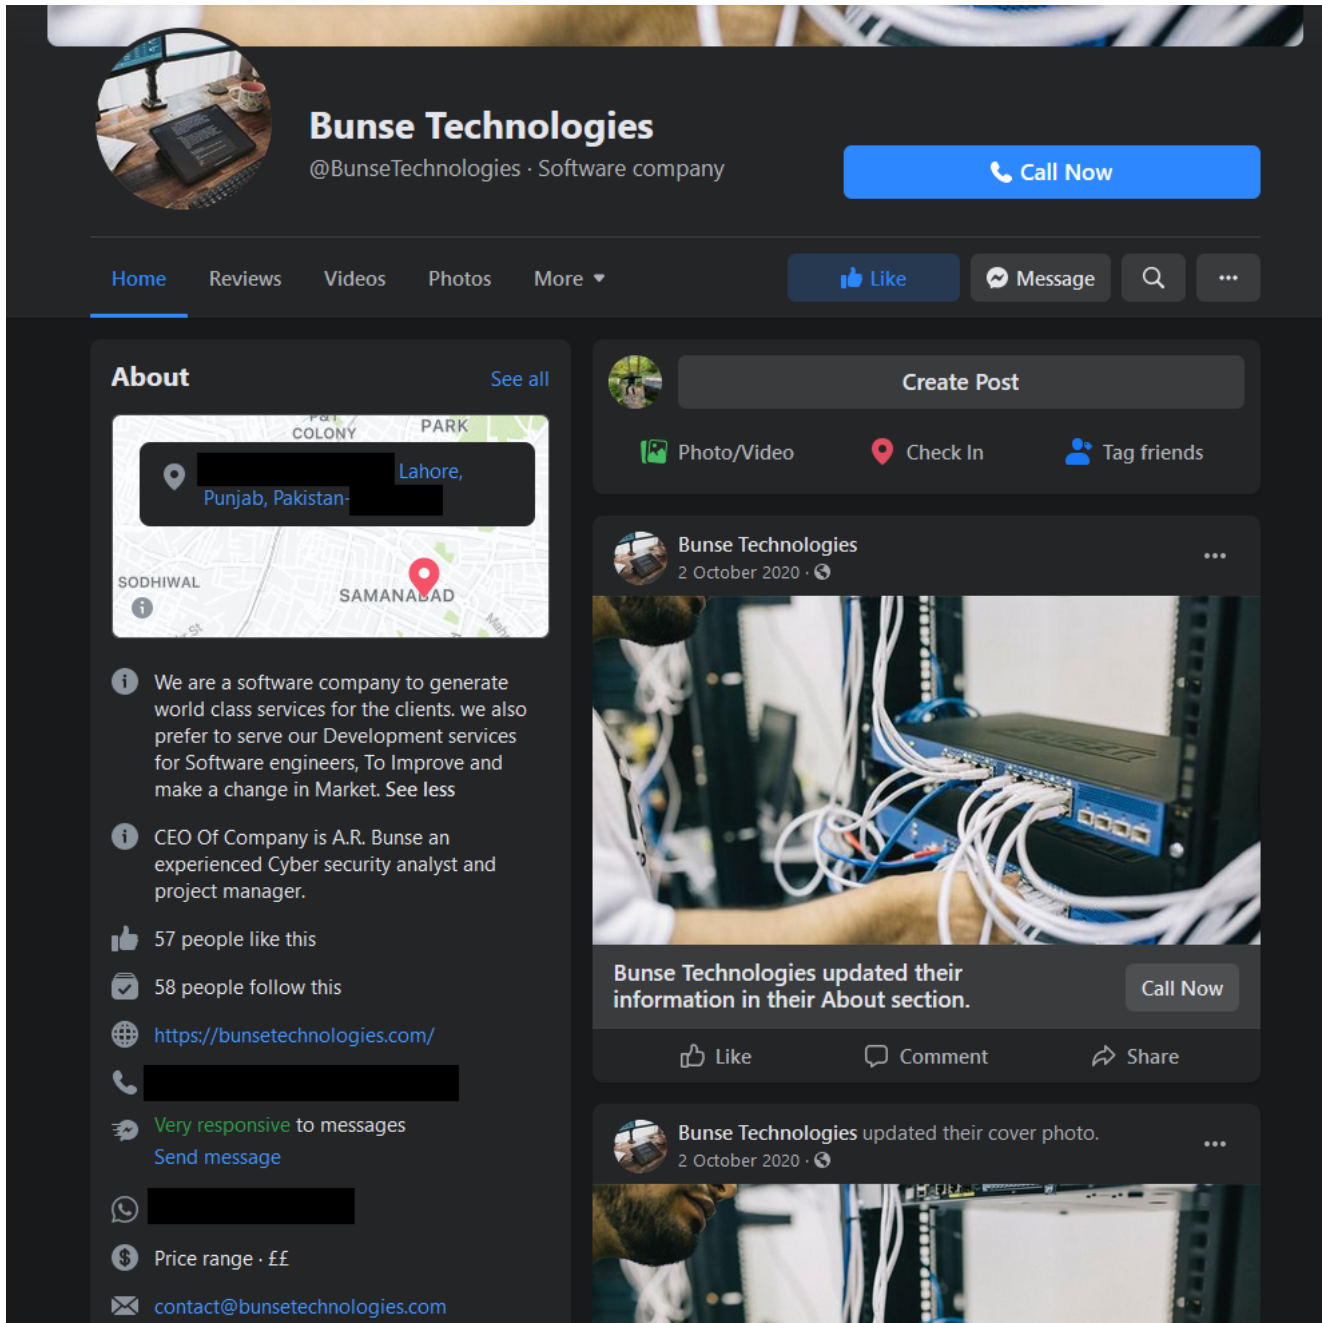 Bunse Technologies
@BunseTechnologies · Software company
Call Now
Home
Reviews
Videos
Photos
More
Like
Message
About
See all
COLONY
PARK
Lahore,
Punjab, Pakistan-
SODHIWAL
SAMANABAD
We are a software company to generate
world class services for the clients. we also
prefer to serve our Development services
for Software engineers, To Improve and
make a change in Market. See less
CEO Of Company is A.R. Bunse an
experienced Cyber security analyst and
project manager.
57 people like this
58 people follow this
https://bunsetechnologies.com/
Very responsive to messages
Send message
Price range · ££
contact@bunsetechnologies.com
Create Post
Photo/Video
Check In
Tag friends
Bunse Technologies
2 October 2020 ·
Bunse Technologies updated their
information in their About section.
Call Now
Like
Comment
Share
Bunse Technologies updated their cover photo.
2 October 2020 ·